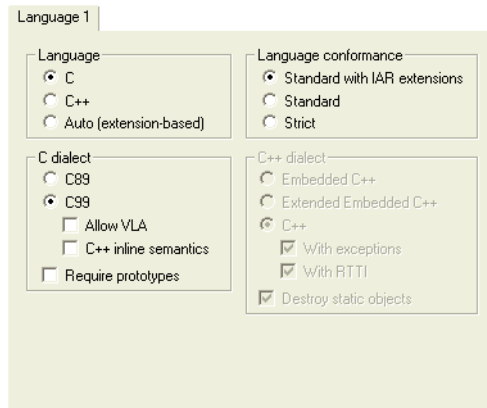 Language 1
Language
C
C++
Auto (extension-based)
Language conformance
Standard with IAR extensions
Standard
Strict
C dialect
C89
C99
Allow VLA
C++ inline semantics
Require prototypes
C++ dialect
Embedded C++
Extended Embedded C++
C++
With exceptions
With RTTI
Destroy static objects